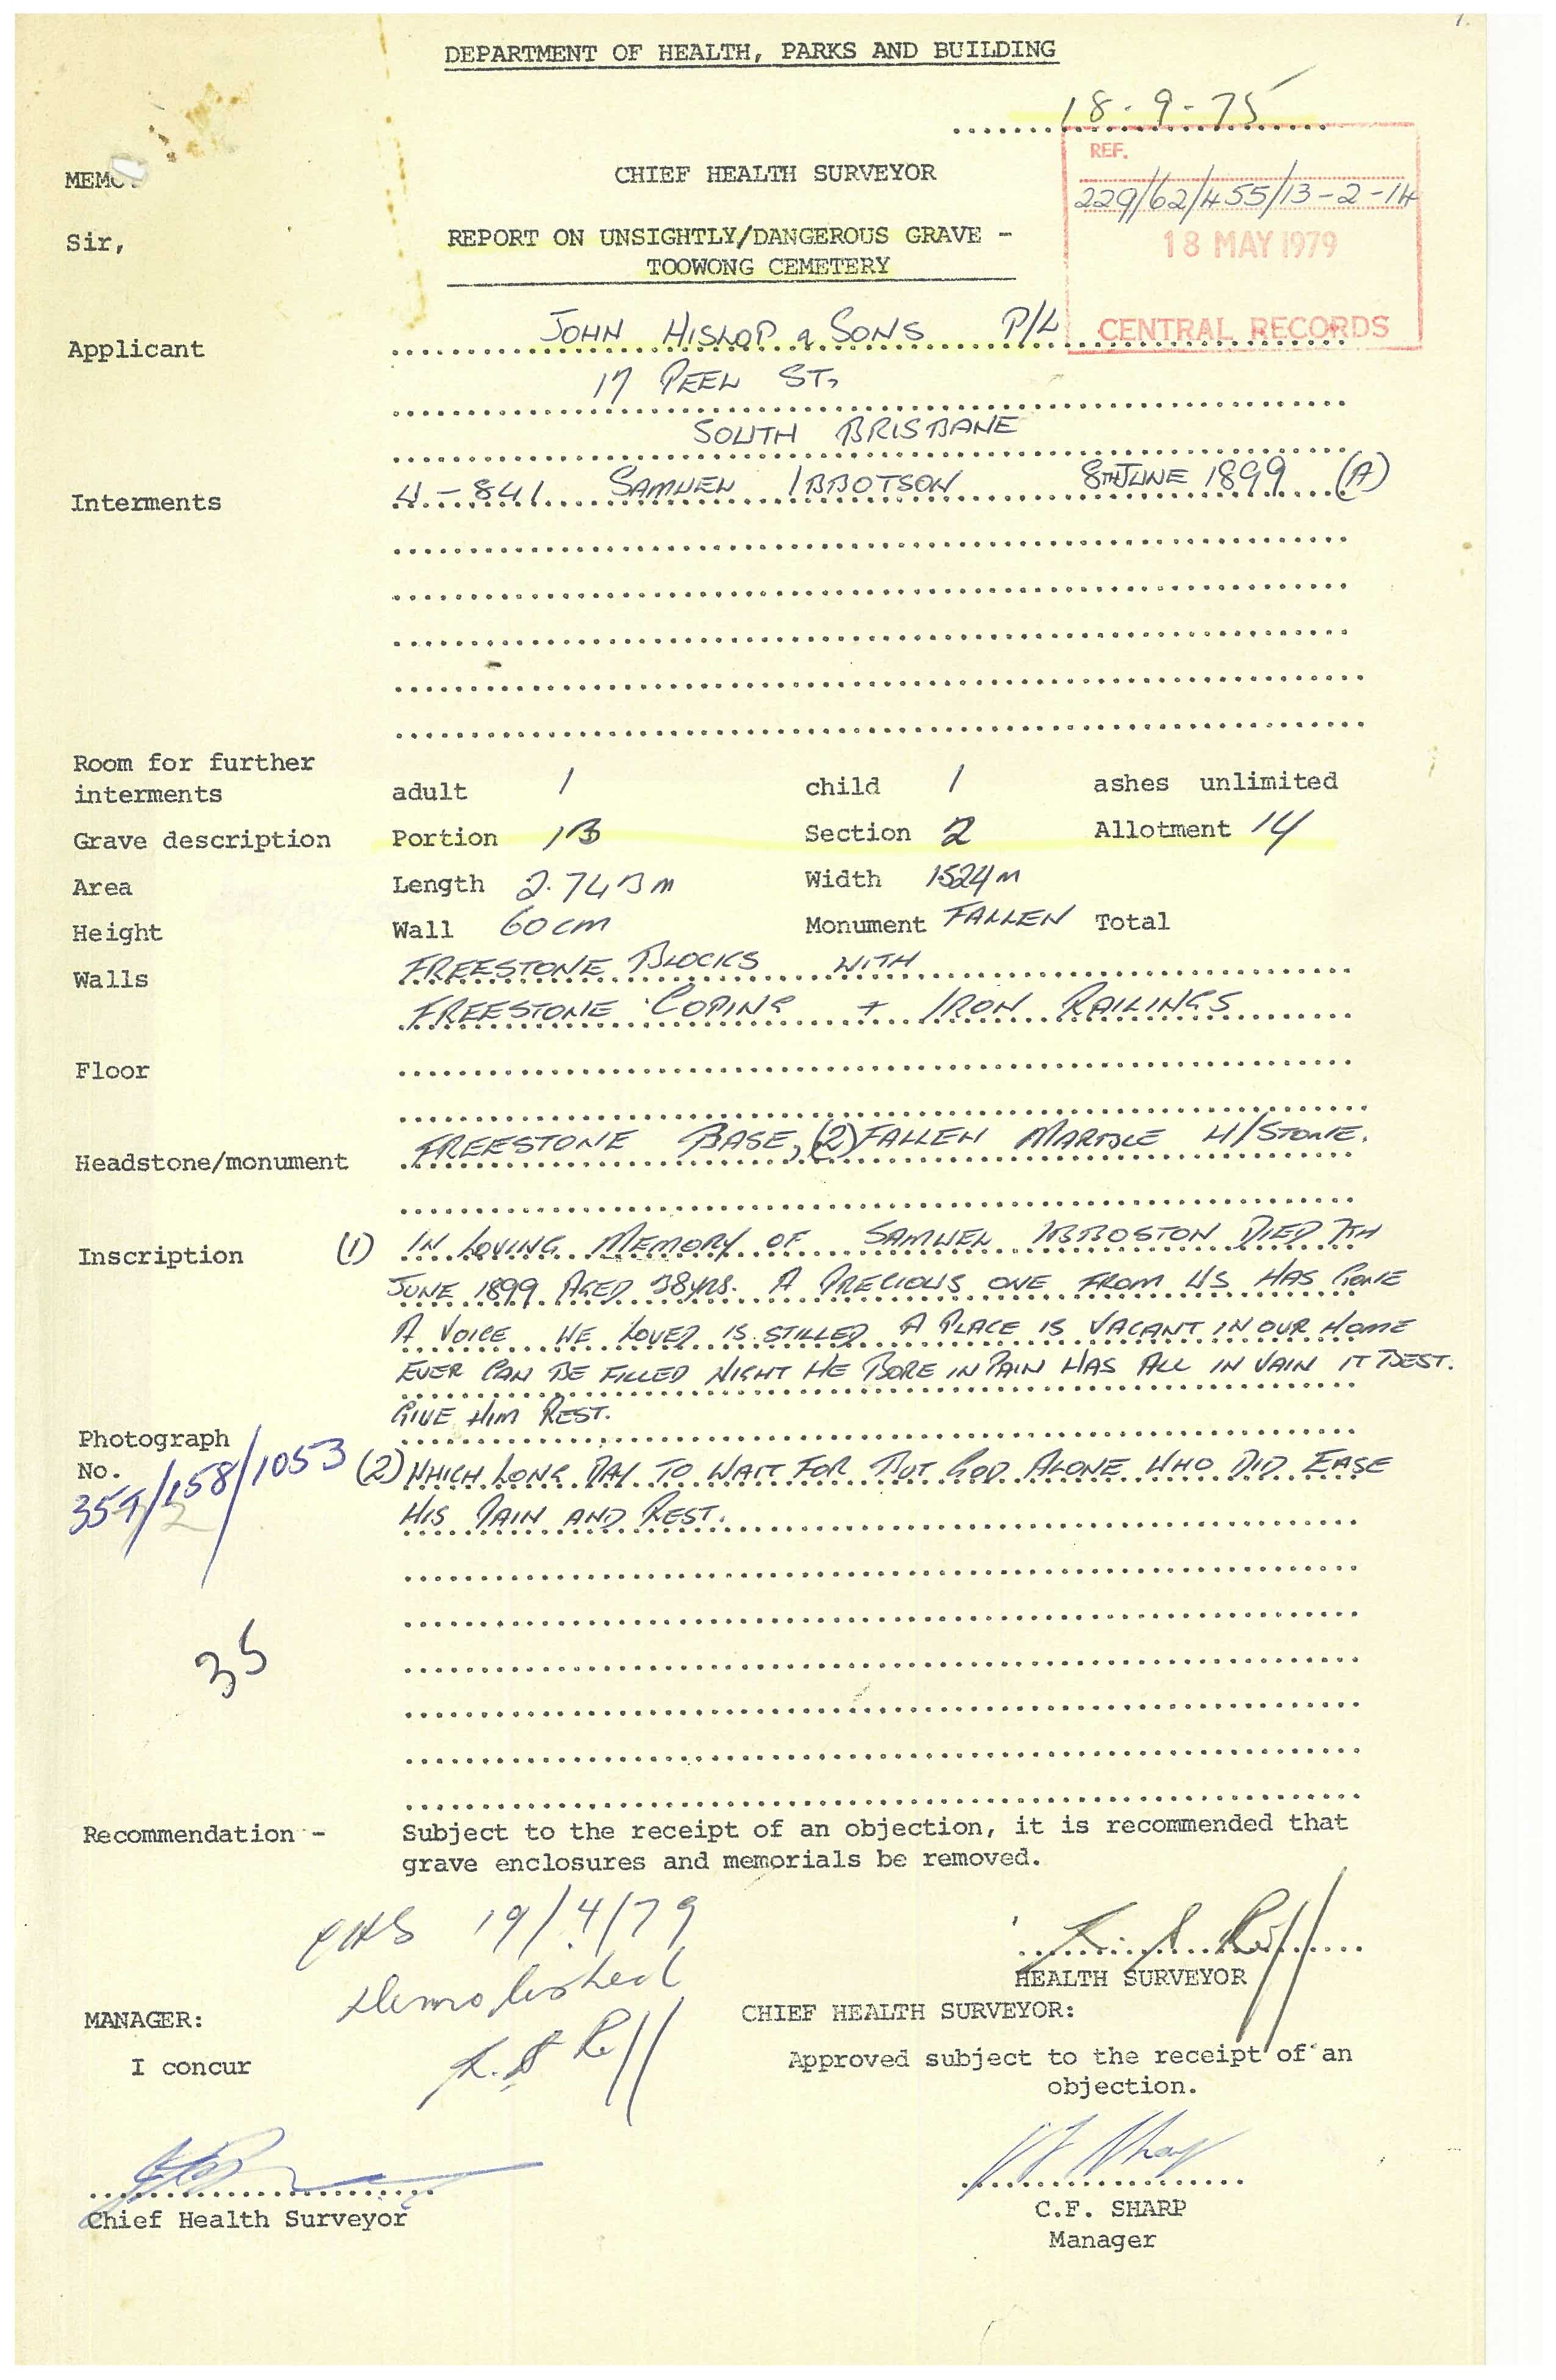 1.
DEPARTMENT OF HEALTH, PARKS AND BUILDING
18-9-75
REF.
229/62/455/13-2-14
18 MAY 1979
CENTRAL RECORDS
MEMO.
CHIEF HEALTH SURVEYOR
Sir,
REPORT ON UNSIGHTLY/DANGEROUS GRAVE -
TOOWONG CEMETERY
Applicant JOHN HISLOP & SONS P/L
17 PEEL ST,
SOUTH BRISBANE
Interments 4-841 SAMUEL IBBOTSON 8TH JUNE 1899 (A)
Room for further
interments adult 1 child 1 ashes unlimited
Grave description Portion 13 Section 2 Allotment 14
Area Length 2.743m Width 1524m
Height Wall 60cm Monument FALLEN Total
Walls FREESTONE BLOCKS WITH
FREESTONE COPING + IRON RAILINGS
Floor
Headstone/monument FREESTONE BASE, (2) FALLEN MARBLE H/STONE.
Inscription (1) IN LOVING MEMORY OF SAMUEL IBBOSTON DIED 7TH
JUNE 1899 AGED 38yrs. A PRECIOUS ONE FROM US HAS GONE
A VOICE WE LOVED IS STILLED A PLACE IS VACANT IN OUR HOME
EVER CAN BE FILLED NIGHT HE BORE IN PAIN HAS ALL IN VAIN IT BEST.
GIVE HIM REST.
Photograph
No.
/158/1053
2
(2) WHICH LONG DAY TO WAIT FOR BUT GOD ALONE WHO DID EASE
HIS PAIN AND REST.
35
Recommendation - Subject to the receipt of an objection, it is recommended that
grave enclosures and memorials be removed.
19/4/79
Demolished
HEALTH SURVEYOR
MANAGER:
CHIEF HEALTH SURVEYOR:
I concur
Approved subject to the receipt of an
objection.
Chief Health Surveyor
C.F. SHARP
Manager